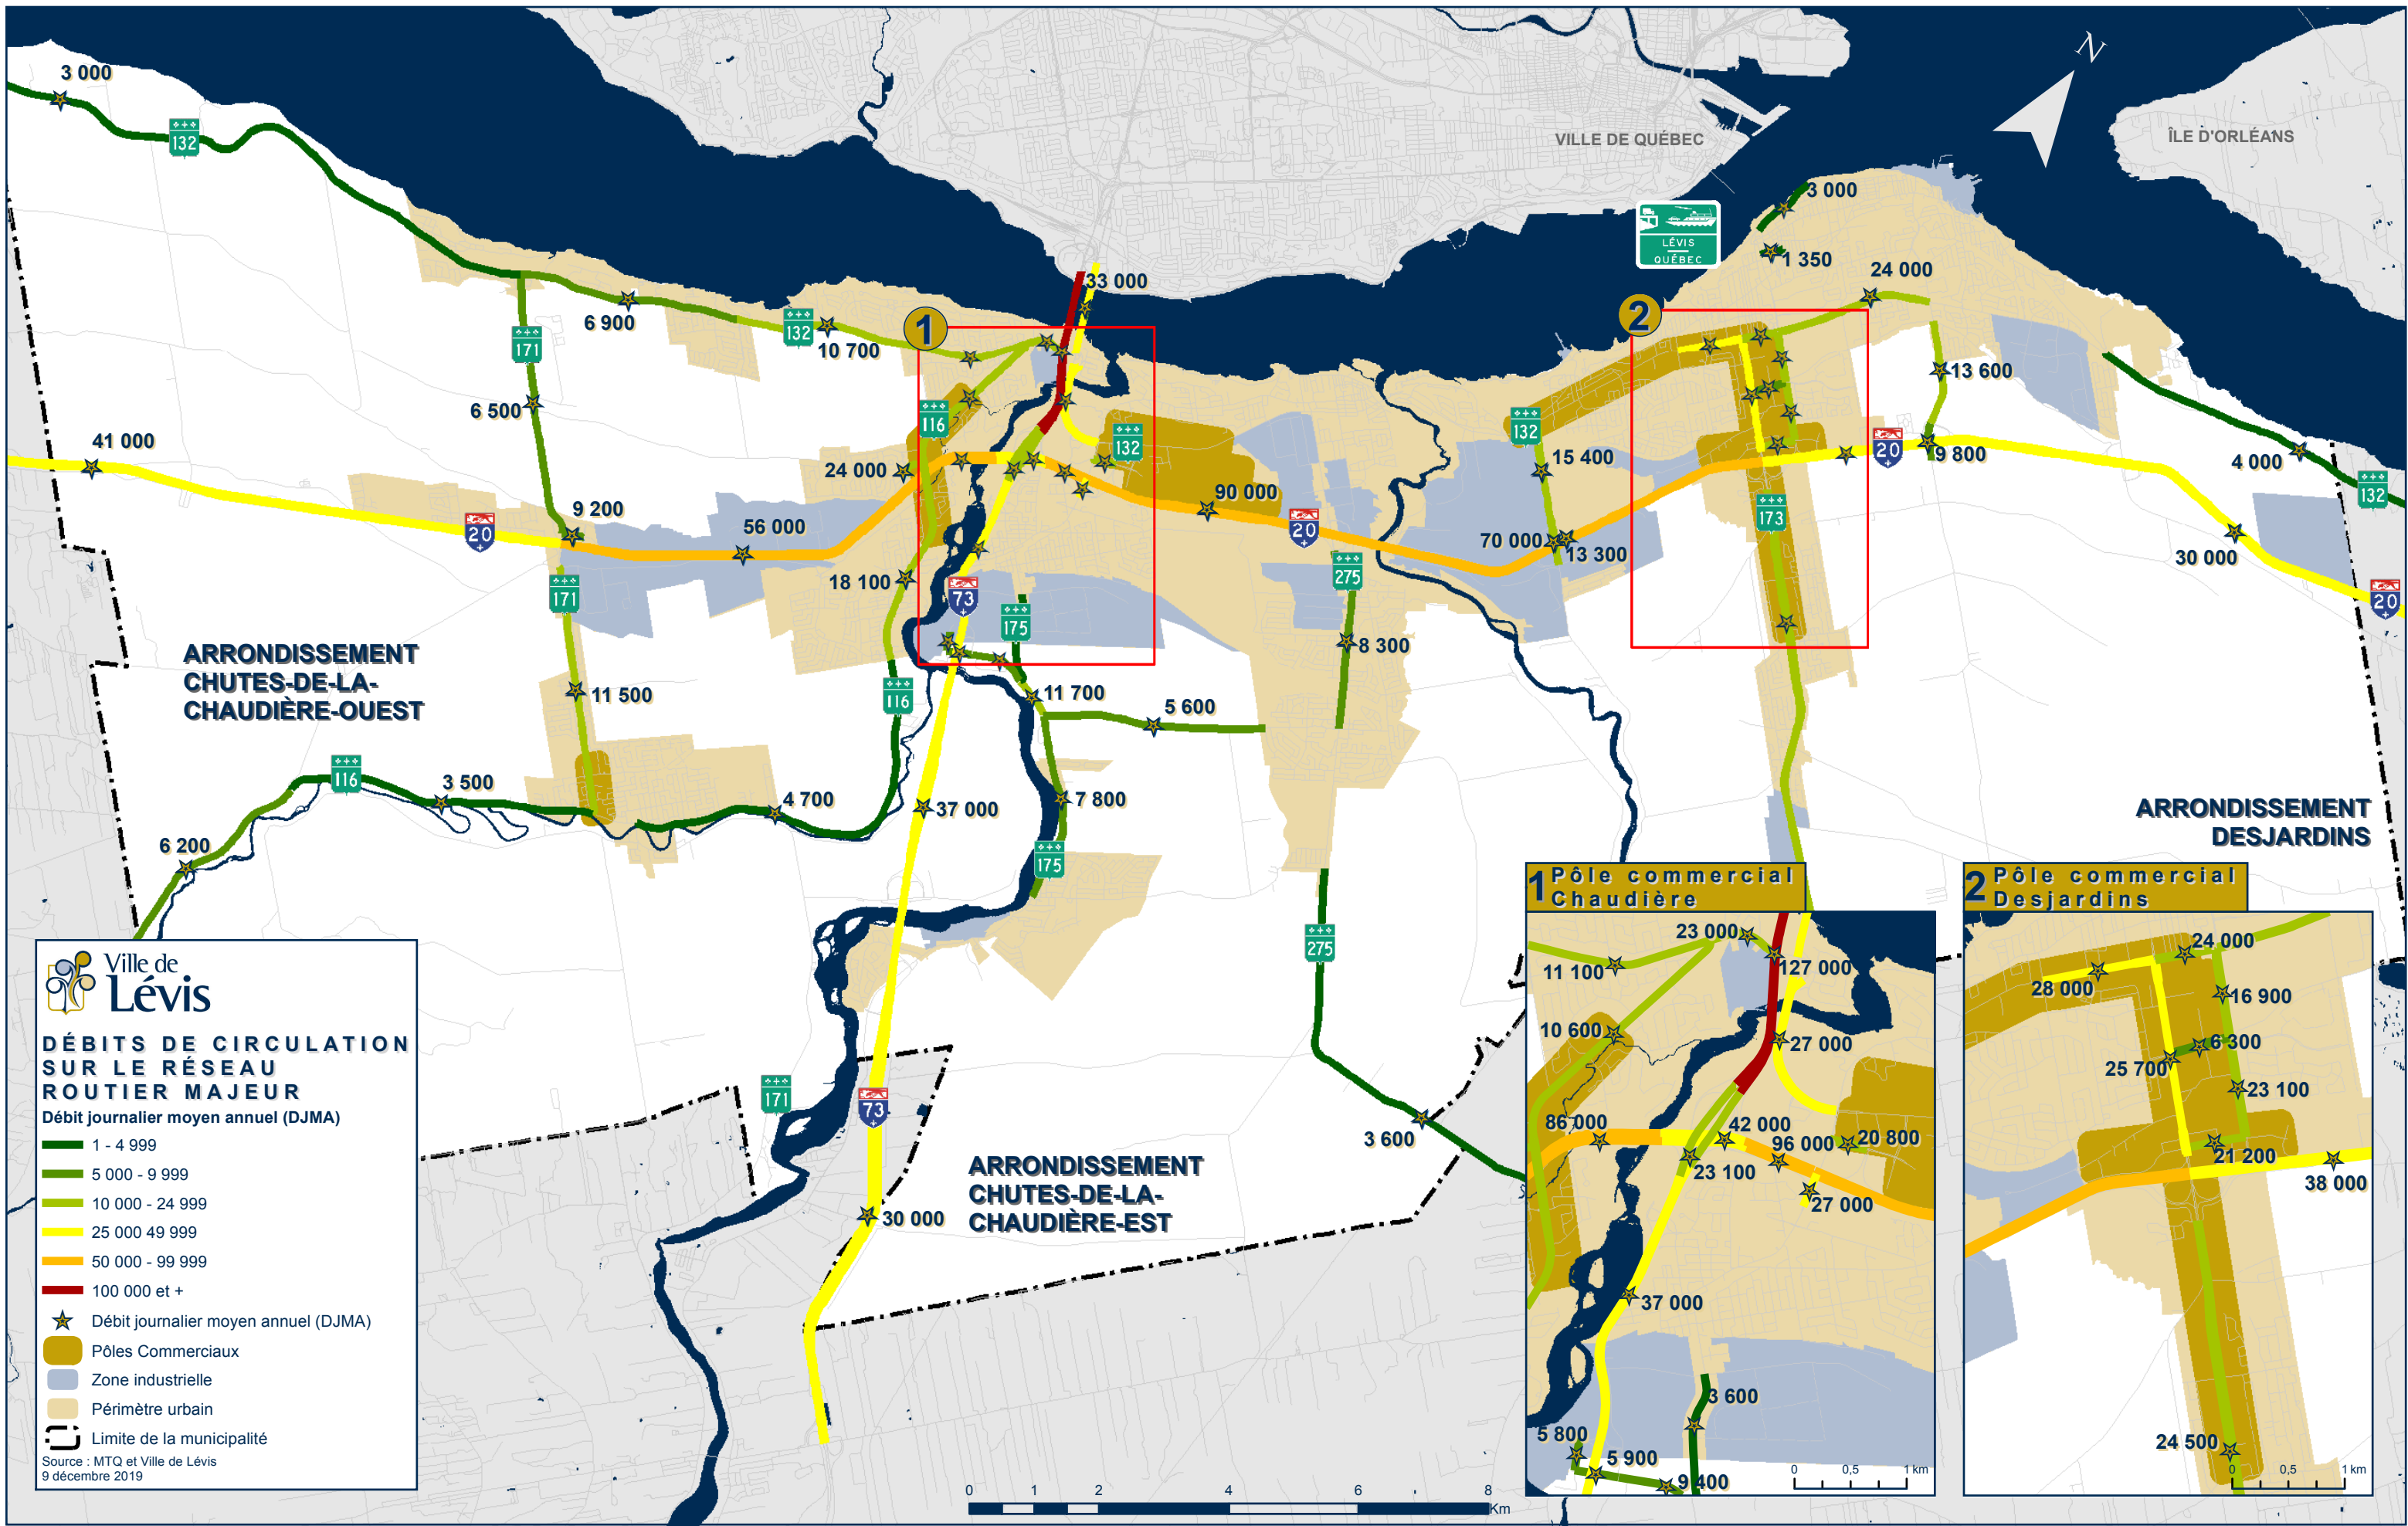 3 000
132
VILLE DE QUÉBEC
N
ÎLE D'ORLÉANS
3 000
LÉVIS
QUÉBEC
1 350
24 000
33 000
6 900
132
10 700
1
2
171
6 500
116
132
24 000
41 000
20
9 200
56 000
18 100
90 000
20
132
15 400
70 000
13 300
13 600
20
9 800
4 000
132
173
30 000
20
171
73
175
275
8 300
ARRONDISSEMENT
CHUTES-DE-LA-
CHAUDIÈRE-OUEST
11 500
116
11 700
5 600
116
3 500
4 700
37 000
7 800
175
6 200
ARRONDISSEMENT
DESJARDINS
275
171
73
3 600
30 000
ARRONDISSEMENT
CHUTES-DE-LA-
CHAUDIÈRE-EST
Ville de
Lévis
DÉBITS DE CIRCULATION
SUR LE RÉSEAU
ROUTIER MAJEUR
Débit journalier moyen annuel (DJMA)
1 - 4 999
5 000 - 9 999
10 000 - 24 999
25 000 49 999
50 000 - 99 999
100 000 et +
Débit journalier moyen annuel (DJMA)
Pôles Commerciaux
Zone industrielle
Périmètre urbain
Limite de la municipalité
Source : MTQ et Ville de Lévis
9 décembre 2019
0 1 2 4 6 8
Km
1 Pôle commercial
Chaudière
23 000
11 100
127 000
10 600
27 000
86 000
42 000
96 000
20 800
23 100
27 000
37 000
3 600
5 800
5 900
9 400
0 0,5 1 km
2 Pôle commercial
Desjardins
24 000
28 000
16 900
6 300
25 700
23 100
21 200
38 000
24 500
0 0,5 1 km